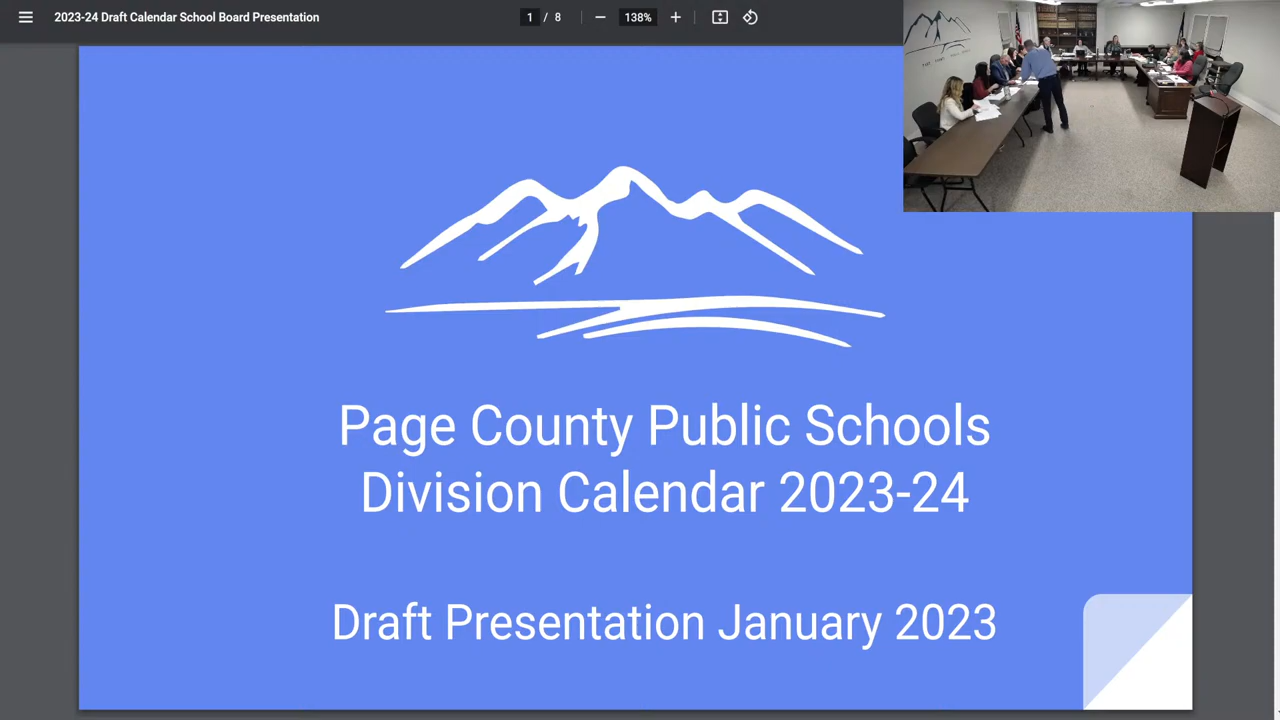 2023-24 Draft Calendar School Board Presentation
1 / 8
138%
Page County Public Schools
Division Calendar 2023-24
Draft Presentation January 2023